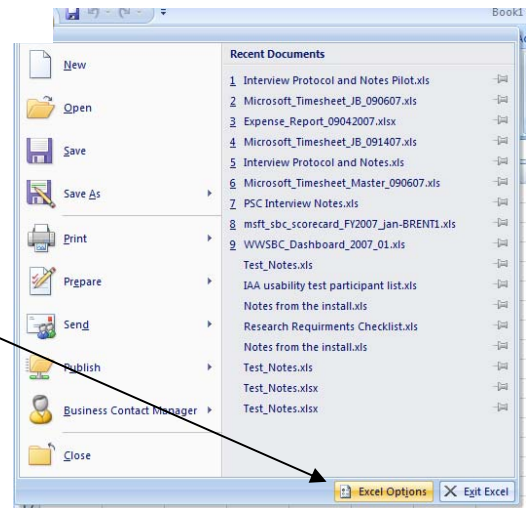 Book1
New
Open
Save
Save As
Print
Prepare
Send
Publish
Business Contact Manager
Close
Recent Documents
1 Interview Protocol and Notes Pilot.xls
2 Microsoft_Timesheet_JB_090607.xls
3 Expense_Report_09042007.xlsx
4 Microsoft_Timesheet_JB_091407.xls
5 Interview Protocol and Notes.xls
6 Microsoft_Timesheet_Master_090607.xls
7 PSC Interview Notes.xls
8 msft_sbc_scorecard_FY2007_jan-BRENT1.xls
9 WWSBC_Dashboard_2007_01.xls
Test_Notes.xls
IAA usability test participant list.xls
Notes from the install.xls
Research Requirments Checklist.xls
Notes from the install.xls
Test_Notes.xls
Test_Notes.xlsx
Test_Notes.xlsx
Excel Options
Exit Excel